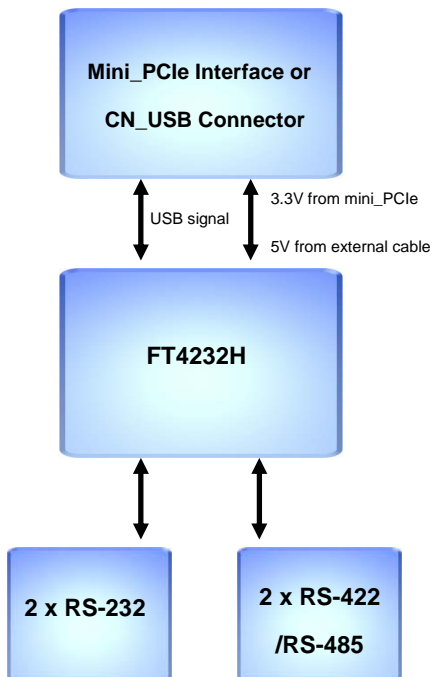 Mini_PCIe Interface or
CN_USB Connector
3.3V from mini_PCIe
USB signal
5V from external cable
FT4232H
2 x RS-232
2 x RS-422
/RS-485